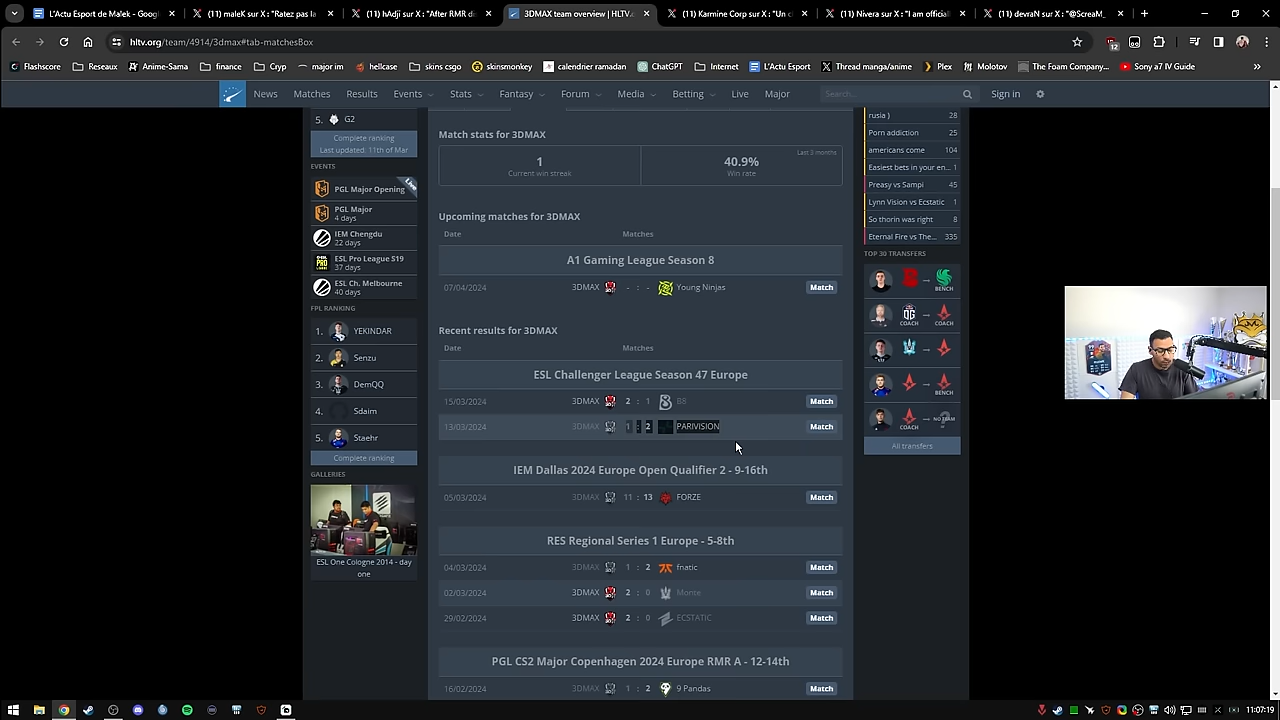 L'Actu Esport de Malek - Googl
(11) maleK sur X : "Ratez pas la
(11) hAdji sur X : "After RMR d
3DMAX team overview | HLTV.o
(11) Karmine Corp sur X : "Un c
(11) Nivera sur X : "I am official
(11) devraN sur X : "@ScreaM_
hltv.org/team/4914/3dmax#tab-matchesBox
12
Flashscore
Reseaux
Anime-Sama
finance
Cryp
major im
hellcase
skins csgo
skinsmonkey
calendrier ramadan
ChatGPT
Internet
L'Actu Esport
Thread manga/anime
Plex
Molotov
The Foam Company...
Sony a7 IV Guide
News
Matches
Results
Events
Stats
Fantasy
Forum
Media
Betting
Live
Major
Search...
Sign in
5. G2
Complete ranking
Last updated: 11th of Mar
EVENTS
PGL Major Opening
Live
PGL Major
4 days
IEM Chengdu
22 days
ESL Pro League S19
37 days
ESL Ch. Melbourne
40 days
FPL RANKING
1. YEKINDAR
2. Senzu
3. DemQQ
4. Sdaim
5. Staehr
Complete ranking
GALLERIES
ESL One Cologne 2014 - day
one
Match stats for 3DMAX
1
Current win streak
Last 3 months
40.9%
Win rate
Upcoming matches for 3DMAX
Date Matches
A1 Gaming League Season 8
07/04/2024 3DMAX - : - Young Ninjas Match
Recent results for 3DMAX
Date Matches
ESL Challenger League Season 47 Europe
15/03/2024 3DMAX 2 : 1 B8 Match
13/03/2024 3DMAX 1 : 2 PARIVISION Match
IEM Dallas 2024 Europe Open Qualifier 2 - 9-16th
05/03/2024 3DMAX 11 : 13 FORZE Match
RES Regional Series 1 Europe - 5-8th
04/03/2024 3DMAX 1 : 2 fnatic Match
02/03/2024 3DMAX 2 : 0 Monte Match
29/02/2024 3DMAX 2 : 0 ECSTATIC Match
PGL CS2 Major Copenhagen 2024 Europe RMR A - 12-14th
16/02/2024 3DMAX 1 : 2 9 Pandas Match
rusia ) 28
Porn addiction 25
americans come 104
Easiest bets in your en... 1
Preasy vs Sampi 45
Lynn Vision vs Ecstatic 1
So thorin was right 8
Eternal Fire vs The... 335
TOP 30 TRANSFERS
BENCH
COACH COACH
BENCH
COACH NO TEAM
All transfers
11:07:19